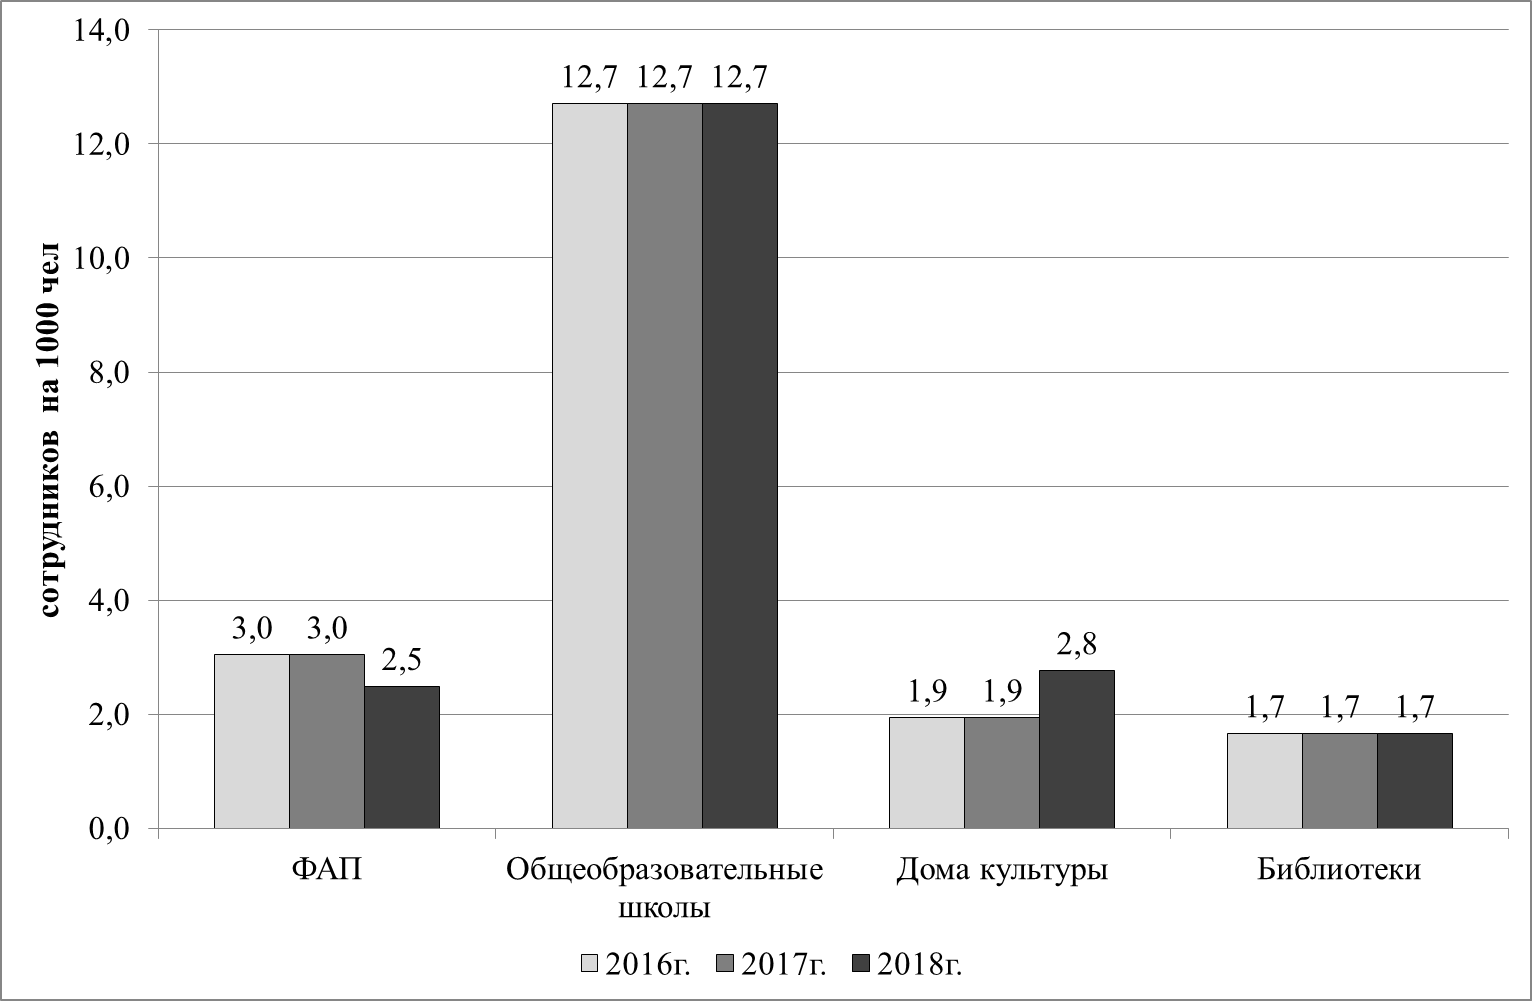 14,0
12,0
10,0
8,0
6,0
4,0
2,0
0,0
сотрудников на 1000 чел
3,0 3,0 2,5
12,7 12,7 12,7
1,9 1,9 2,8
1,7 1,7 1,7
ФАП
Общеобразовательные
школы
Дома культуры
Библиотеки
2016г. 2017г. 2018г.